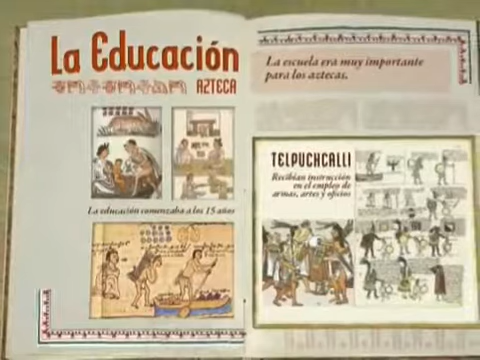 La Educación
AZTECA
La educación comenzaba a los 15 años
La escuela era muy importante
para los aztecas.
TELPUCHCALLI
Recibían instrucción
en el empleo de
armas, artes y oficios